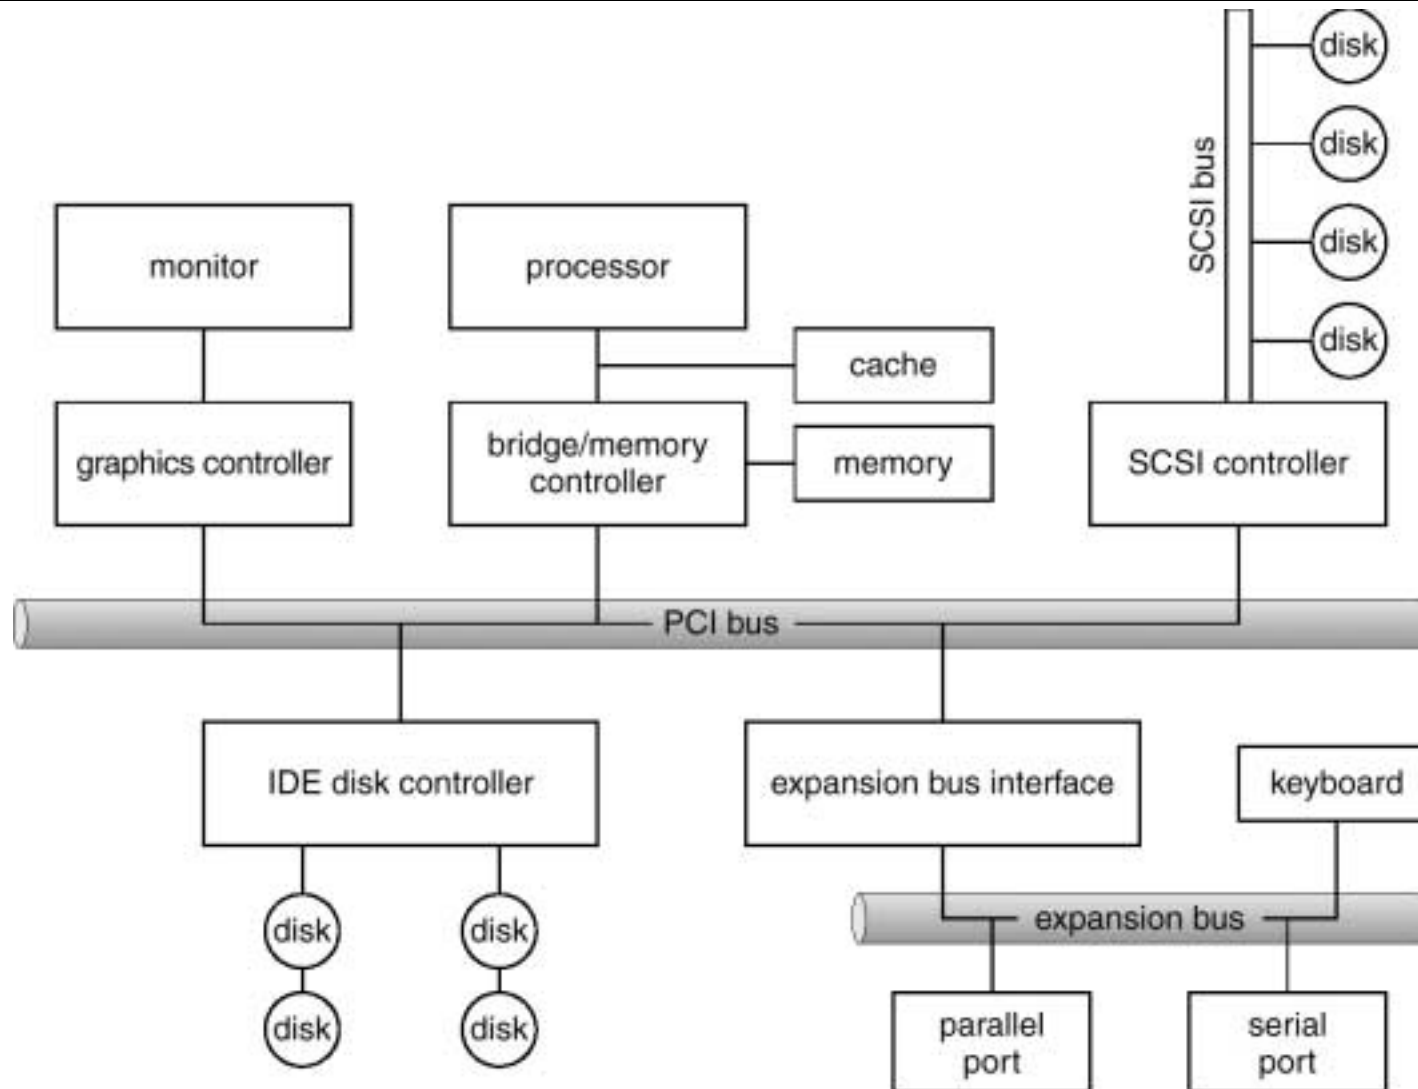 disk
disk
SCSI bus
disk
disk
monitor
processor
cache
graphics controller
bridge/memory
controller
memory
SCSI controller
PCI bus
IDE disk controller
expansion bus interface
keyboard
disk
disk
expansion bus
disk
disk
parallel
port
serial
port